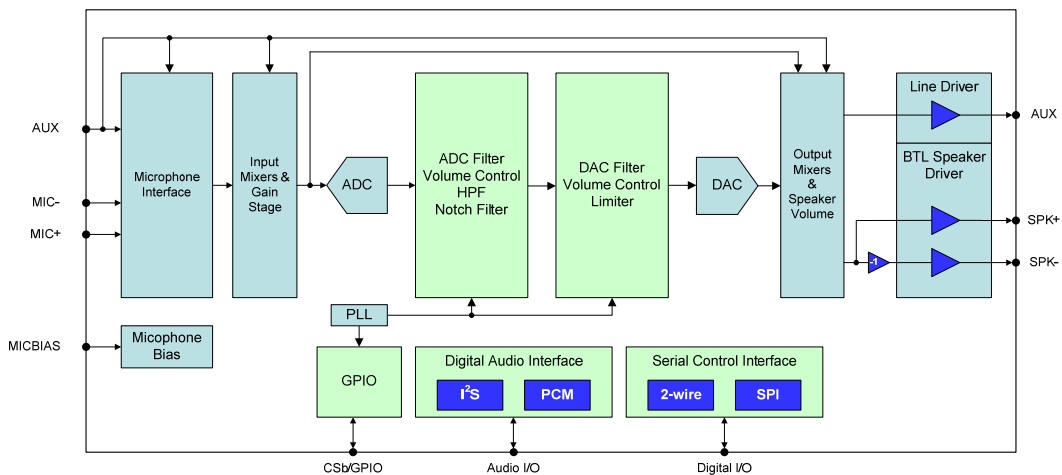 AUX
MIC-
MIC+
MICBIAS
Microphone
Interface
Input
Mixers &
Gain
Stage
ADC
ADC Filter
Volume Control
HPF
Notch Filter
DAC Filter
Volume Control
Limiter
DAC
Output
Mixers
&
Speaker
Volume
Line Driver
BTL Speaker
Driver
-1
AUX
SPK+
SPK-
Micophone
Bias
PLL
GPIO
Digital Audio Interface
I²S
PCM
Serial Control Interface
2-wire
SPI
CSb/GPIO
Audio I/O
Digital I/O